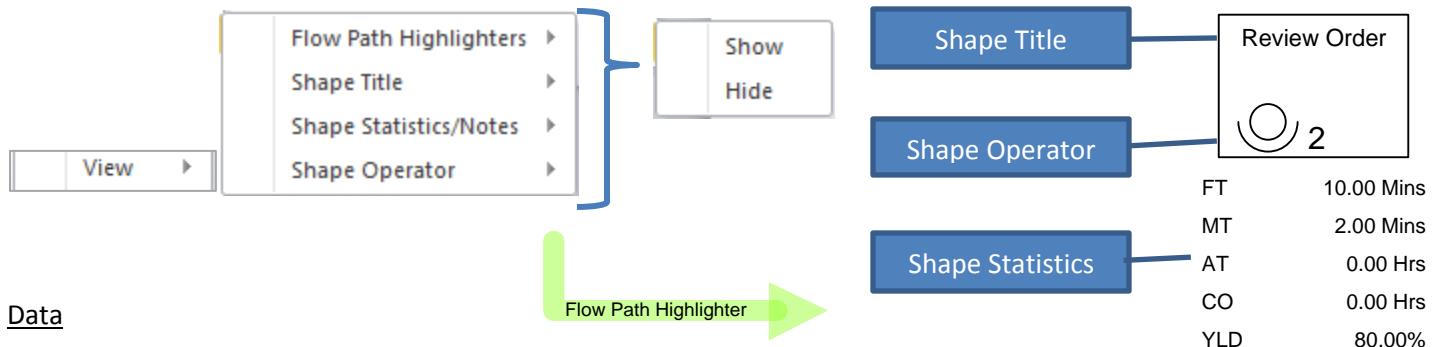 View
Flow Path Highlighters
Shape Title
Shape Statistics/Notes
Shape Operator
Show
Hide
Shape Title
Shape Operator
Shape Statistics
Review Order
2
FT 10.00 Mins
MT 2.00 Mins
AT 0.00 Hrs
CO 0.00 Hrs
YLD 80.00%
Flow Path Highlighter
Data